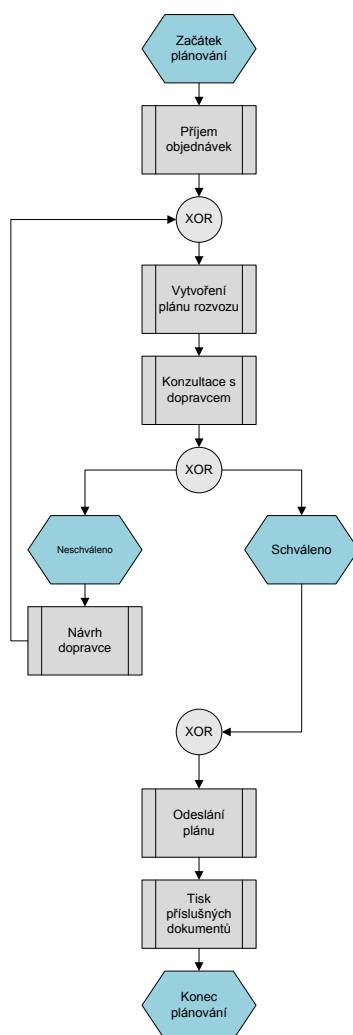 Začátek
plánování
Příjem
objednávek
XOR
Vytvoření
plánu rozvozu
Konzultace s
dopravcem
XOR
Neschváleno
Schváleno
Návrh
dopravce
XOR
Odeslání
plánu
Tisk
příslušných
dokumentů
Konec
plánování